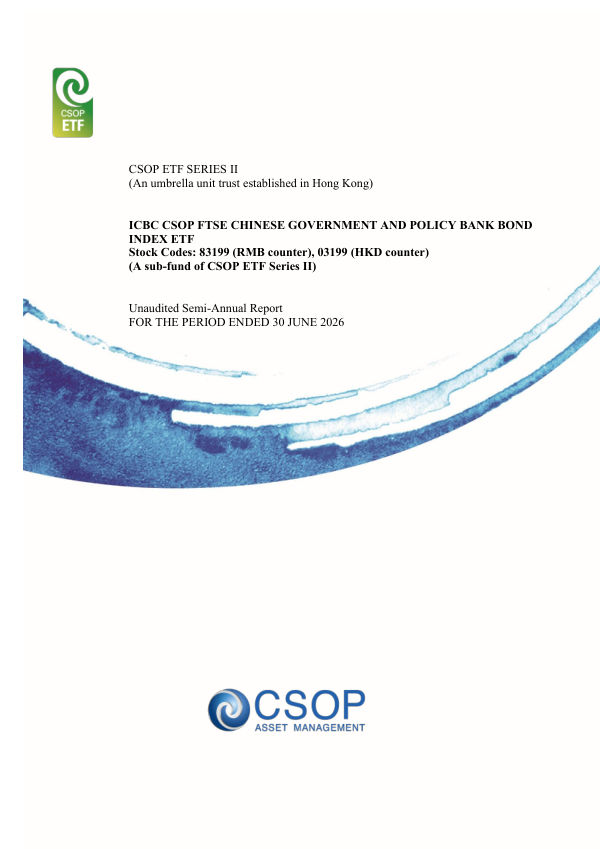 CSOP
ETF
CSOP ETF SERIES II
(An umbrella unit trust established in Hong Kong)
ICBC CSOP FTSE CHINESE GOVERNMENT AND POLICY BANK BOND
INDEX ETF
Stock Codes: 83199 (RMB counter), 03199 (HKD counter)
(A sub-fund of CSOP ETF Series II)
Unaudited Semi-Annual Report
FOR THE PERIOD ENDED 30 JUNE 2026
CSOP
ASSET MANAGEMENT